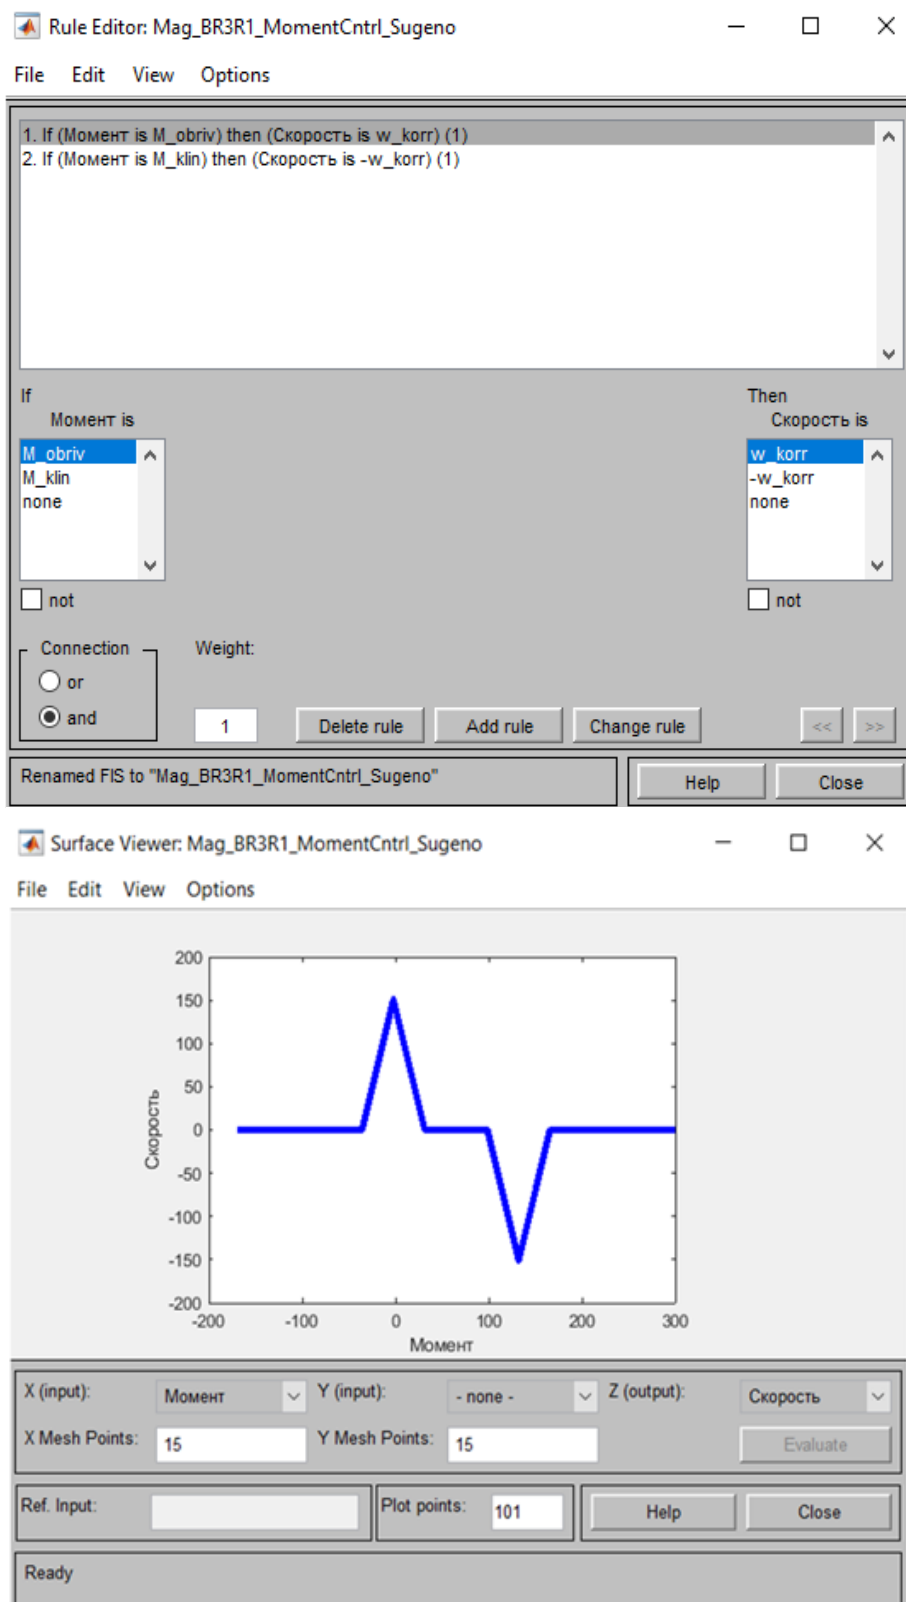 Rule Editor: Mag_BR3R1_MomentCntrl_Sugeno
File Edit View Options
1. If (Момент is M_obriv) then (Скорость is w_korr) (1)
2. If (Момент is M_klin) then (Скорость is -w_korr) (1)
If
Then
Момент is
Скорость is
M_obriv
M_klin
none
w_korr
-w_korr
none
not
not
Connection
or
and
Weight:
1
Delete rule
Add rule
Change rule
<<
>>
Renamed FIS to "Mag_BR3R1_MomentCntrl_Sugeno"
Help
Close
Surface Viewer: Mag_BR3R1_MomentCntrl_Sugeno
File Edit View Options
200
150
100
50
0
-50
-100
-150
-200
Скорость
-200 -100 0 100 200 300
Момент
X (input): Момент Y (input): - none - Z (output): Скорость
X Mesh Points: 15 Y Mesh Points: 15 Evaluate
Ref. Input: Plot points: 101 Help Close
Ready